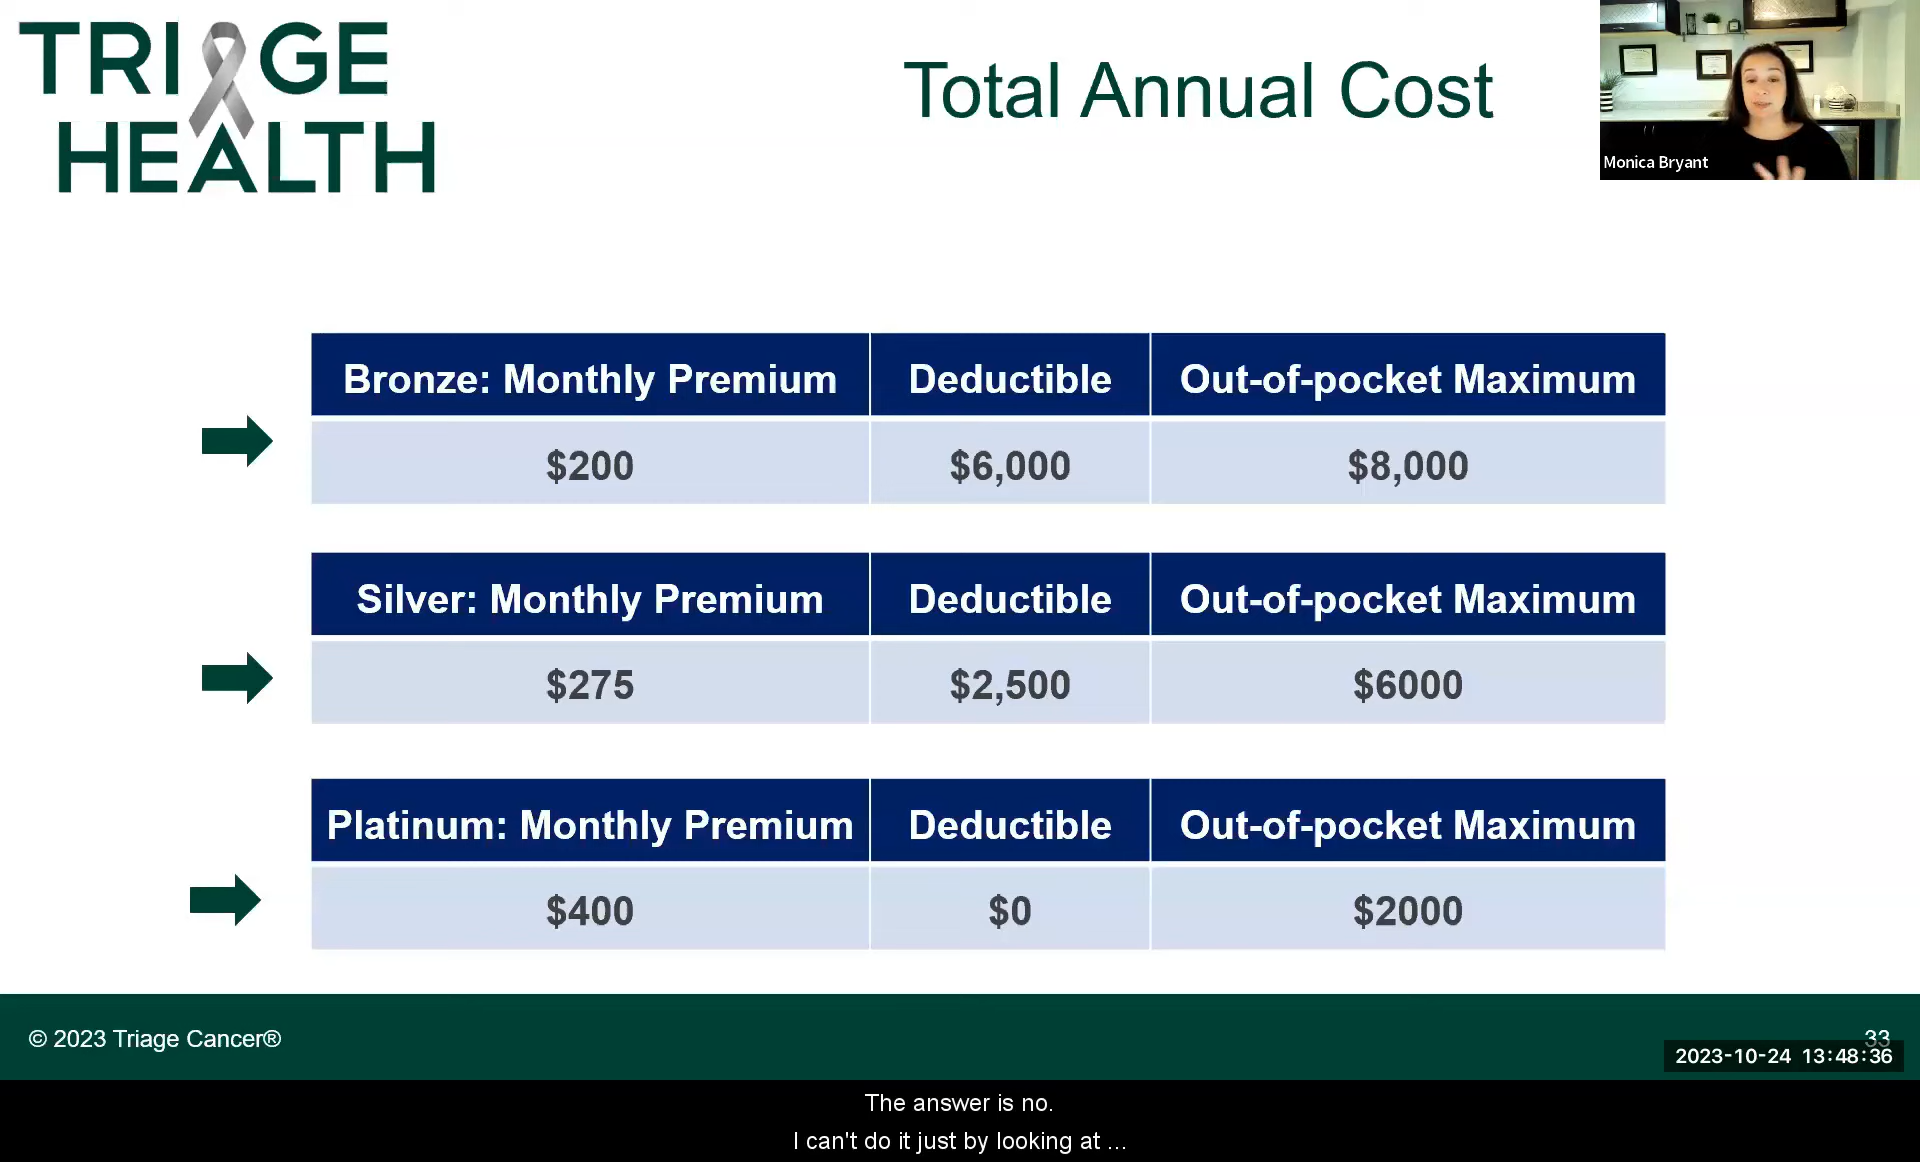 TRIAGE
HEALTH
Total Annual Cost
Monica Bryant
Bronze: Monthly Premium Deductible Out-of-pocket Maximum
$200 $6,000 $8,000
Silver: Monthly Premium Deductible Out-of-pocket Maximum
$275 $2,500 $6000
Platinum: Monthly Premium Deductible Out-of-pocket Maximum
$400 $0 $2000
© 2023 Triage Cancer®
33
2023-10-24 13:48:36
The answer is no.
I can't do it just by looking at ...